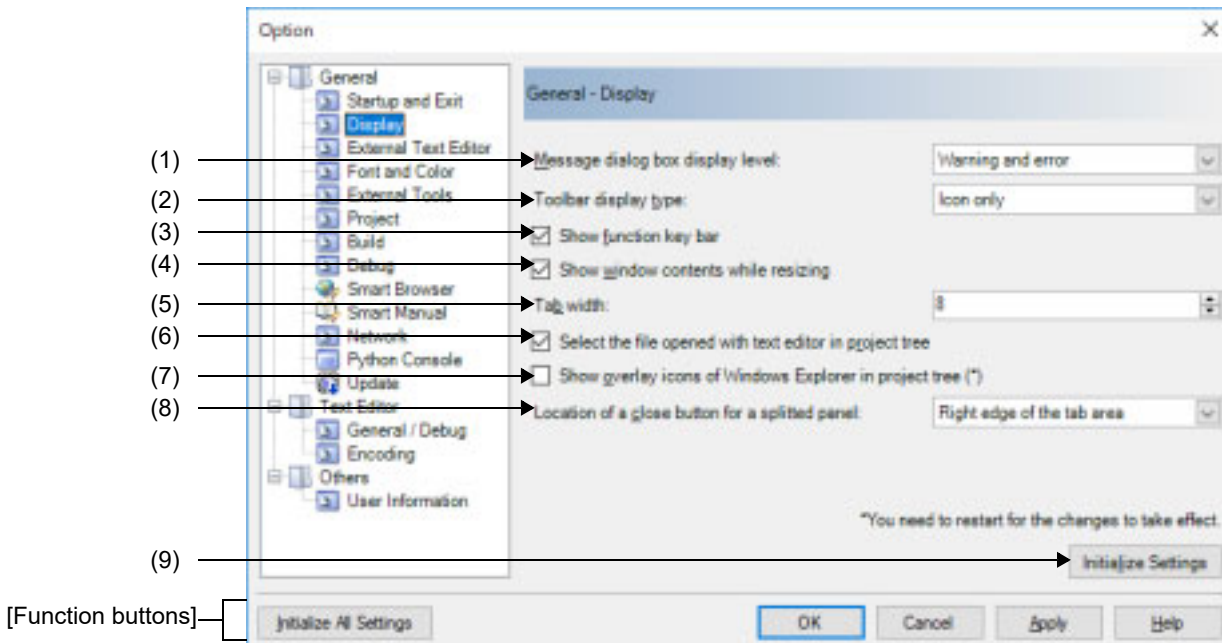 Option
General
Startup and Exit
Display
External Text Editor
Font and Color
External Tools
Project
Build
Debug
Smart Browser
Smart Manual
Network
Python Console
Update
Text Editor
General / Debug
Encoding
Others
User Information
General - Display
(1) Message dialog box display level: Warning and error
(2) Toolbar display type: Icon only
(3) Show function key bar
(4) Show window contents while resizing
(5) Tab width: 8
(6) Select the file opened with text editor in project tree
(7) Show overlay icons of Windows Explorer in project tree (*)
(8) Location of a close button for a splitted panel: Right edge of the tab area
*You need to restart for the changes to take effect.
(9) Initialize Settings
[Function buttons] Initialize All Settings OK Cancel Apply Help